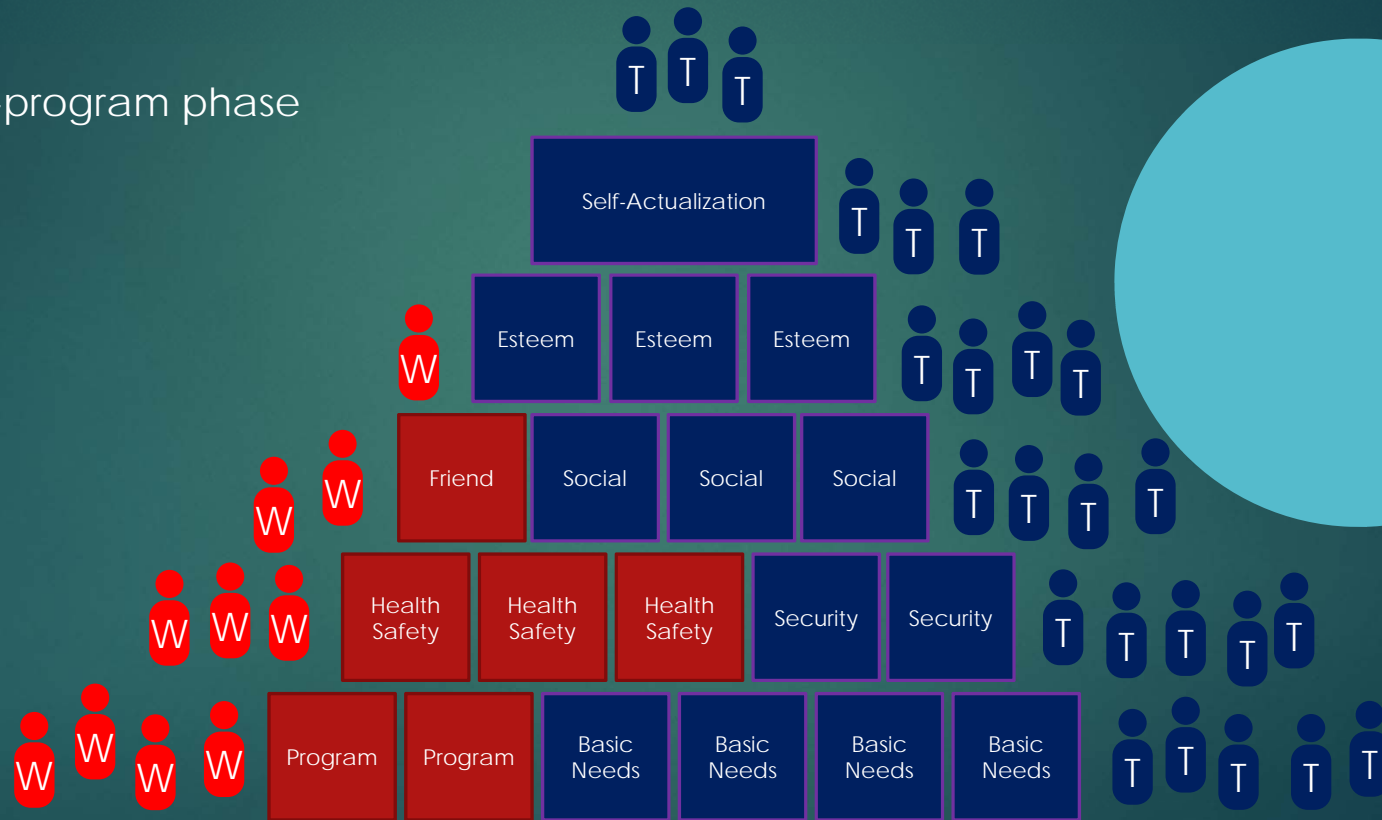 T T T
program phase
Self-Actualization
T T T
W
Esteem
Esteem
Esteem
T T T T
W W
Friend
Social
Social
Social
T T T T
W W W
Health
Safety
Health
Safety
Health
Safety
Security
Security
T T T T T
W W W W
Program
Program
Basic
Needs
Basic
Needs
Basic
Needs
Basic
Needs
T T T T T